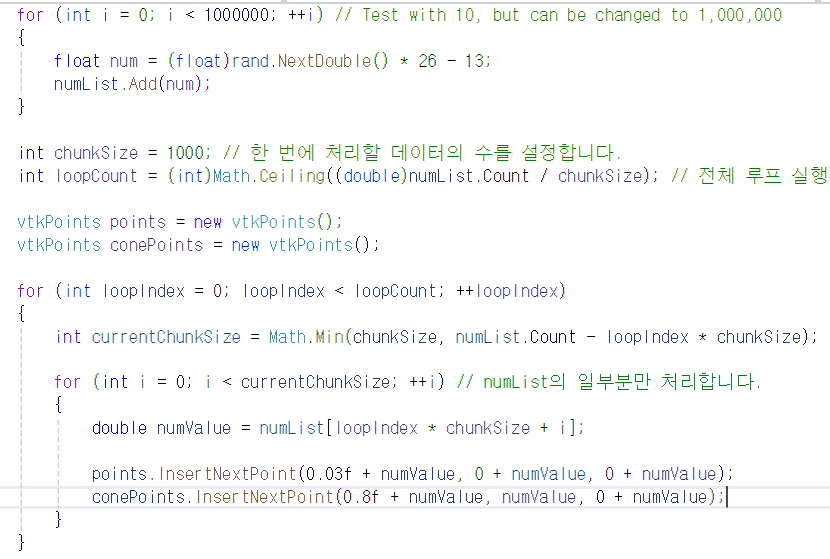 for (int i = 0; i < 1000000; ++i) // Test with 10, but can be changed to 1,000,000
{
float num = (float)rand.NextDouble() * 26 - 13;
numList.Add(num);
}
int chunkSize = 1000; // 한 번에 처리할 데이터의 수를 설정합니다.
int loopCount = (int)Math.Ceiling((double)numList.Count / chunkSize); // 전체 루프 실행
vtkPoints points = new vtkPoints();
vtkPoints conePoints = new vtkPoints();
for (int loopIndex = 0; loopIndex < loopCount; ++loopIndex)
{
int currentChunkSize = Math.Min(chunkSize, numList.Count - loopIndex * chunkSize);
for (int i = 0; i < currentChunkSize; ++i) // numList의 일부분만 처리합니다.
{
double numValue = numList[loopIndex * chunkSize + i];
points.InsertNextPoint(0.03f + numValue, 0 + numValue, 0 + numValue);
conePoints.InsertNextPoint(0.8f + numValue, numValue, 0 + numValue);
}
}